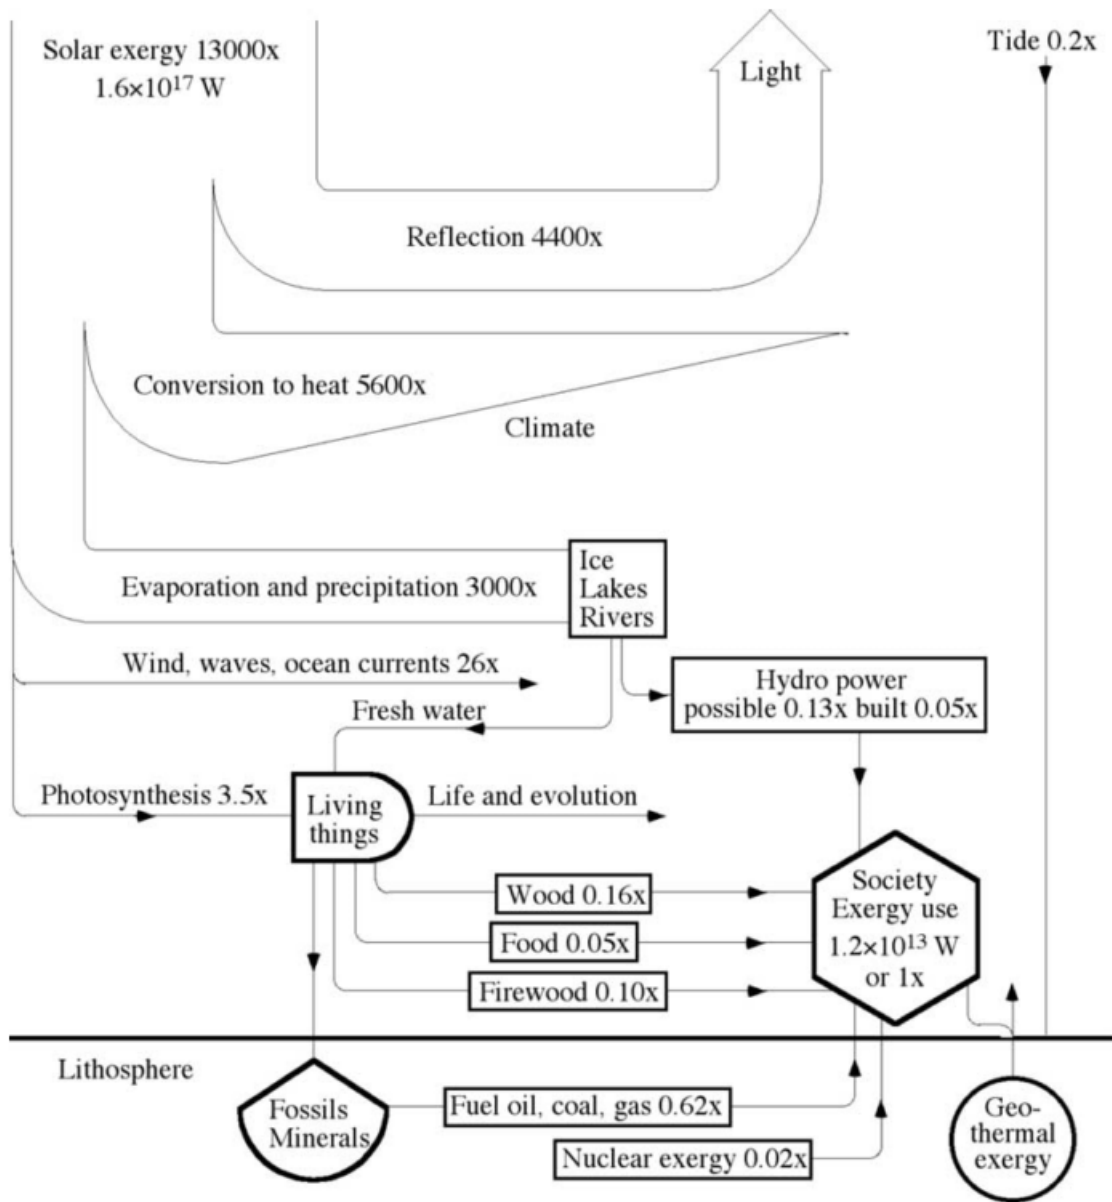 Solar exergy 13000x
1.6×10¹⁷ W
Light
Tide 0.2x
Reflection 4400x
Conversion to heat 5600x
Climate
Evaporation and precipitation 3000x
Ice
Lakes
Rivers
Wind, waves, ocean currents 26x
Hydro power
possible 0.13x built 0.05x
Fresh water
Photosynthesis 3.5x
Living
things
Life and evolution
Wood 0.16x
Food 0.05x
Firewood 0.10x
Society
Exergy use
1.2×10¹³ W
or 1x
Lithosphere
Fossils
Minerals
Fuel oil, coal, gas 0.62x
Nuclear exergy 0.02x
Geo-
thermal
exergy